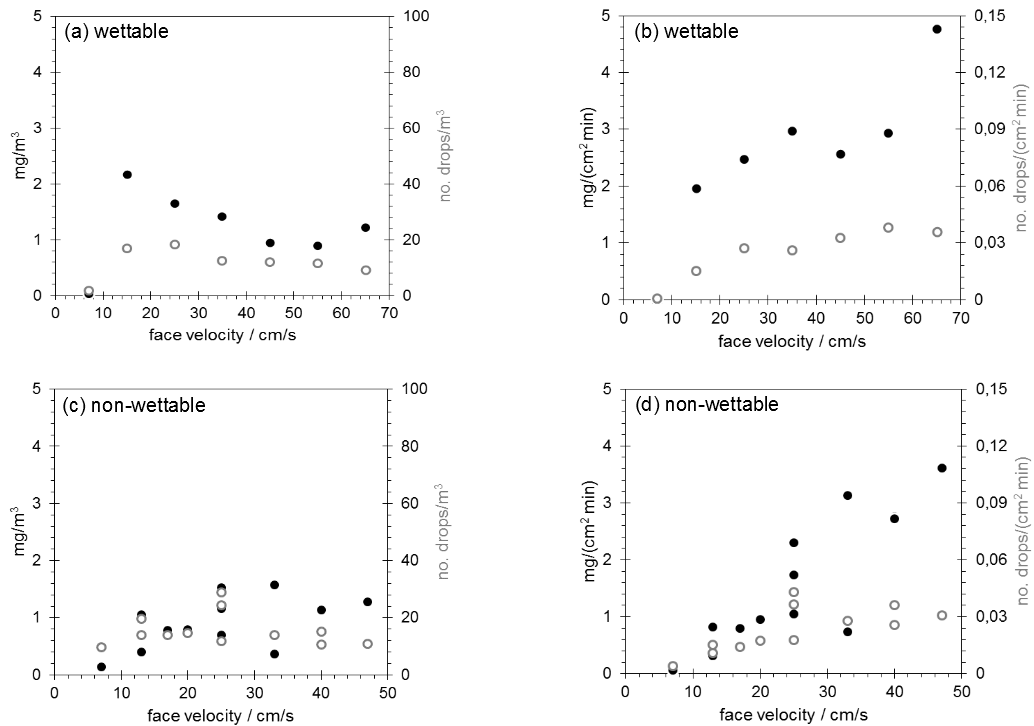 (a) wettable
5
4
3
2
1
0
mg/m³
100
80
60
40
20
0
no. drops/m³
0 10 20 30 40 50 60 70
face velocity / cm/s
(b) wettable
5
4
3
2
1
0
mg/(cm² min)
0,15
0,12
0,09
0,06
0,03
0
no. drops/(cm² min)
0 10 20 30 40 50 60 70
face velocity / cm/s
(c) non-wettable
5
4
3
2
1
0
mg/m³
100
80
60
40
20
0
no. drops/m³
0 10 20 30 40 50
face velocity / cm/s
(d) non-wettable
5
4
3
2
1
0
mg/(cm² min)
0,15
0,12
0,09
0,06
0,03
0
no. drops/(cm² min)
0 10 20 30 40 50
face velocity / cm/s